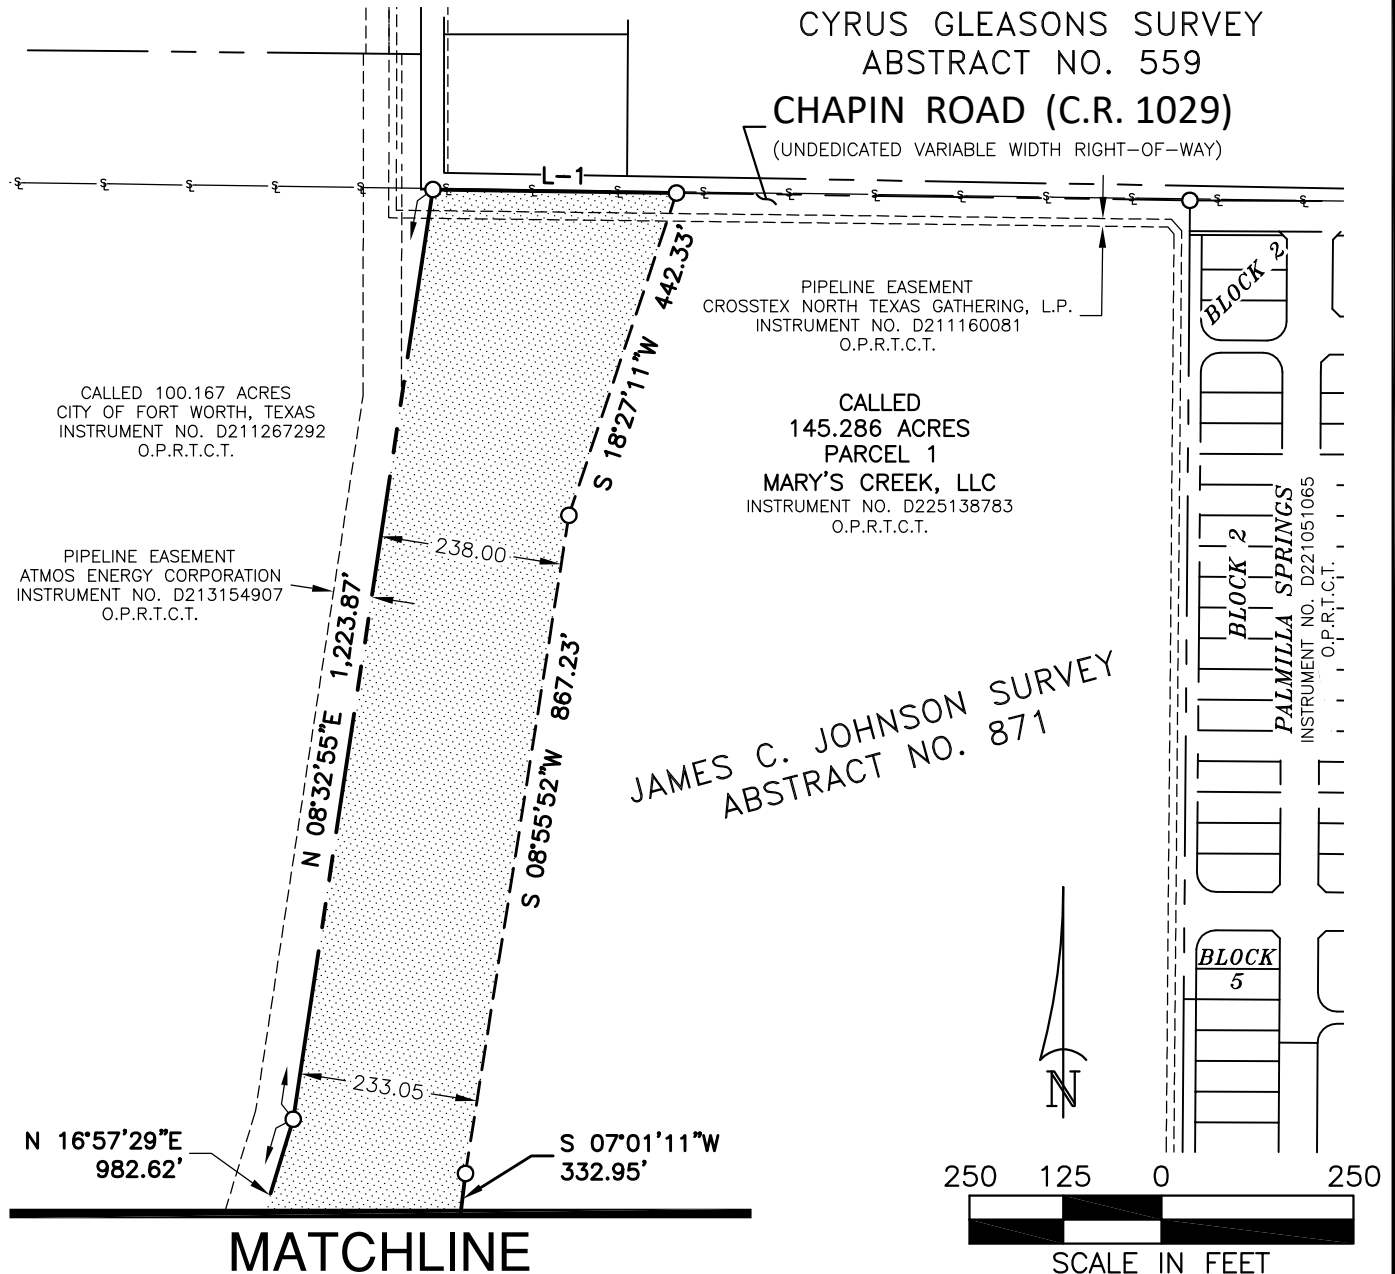 CYRUS GLEASONS SURVEY
ABSTRACT NO. 559
CHAPIN ROAD (C.R. 1029)
(UNDEDICATED VARIABLE WIDTH RIGHT-OF-WAY)
L-1
S 18°27'11"W 442.33'
PIPELINE EASEMENT
CROSSTEX NORTH TEXAS GATHERING, L.P.
INSTRUMENT NO. D211160081
O.P.R.T.C.T.
BLOCK 2
CALLED 100.167 ACRES
CITY OF FORT WORTH, TEXAS
INSTRUMENT NO. D211267292
O.P.R.T.C.T.
CALLED
145.286 ACRES
PARCEL 1
MARY'S CREEK, LLC
INSTRUMENT NO. D225138783
O.P.R.T.C.T.
238.00
PIPELINE EASEMENT
ATMOS ENERGY CORPORATION
INSTRUMENT NO. D213154907
O.P.R.T.C.T.
N 08°32'55"E 1,223.87'
S 08°55'52"W 867.23'
BLOCK 2
PALMILLA SPRINGS
INSTRUMENT NO. D221051065
O.P.R.T.C.T.
JAMES C. JOHNSON SURVEY
ABSTRACT NO. 871
BLOCK
5
233.05
N
N 16°57'29"E
982.62'
S 07°01'11"W
332.95'
250 125 0 250
SCALE IN FEET
MATCHLINE